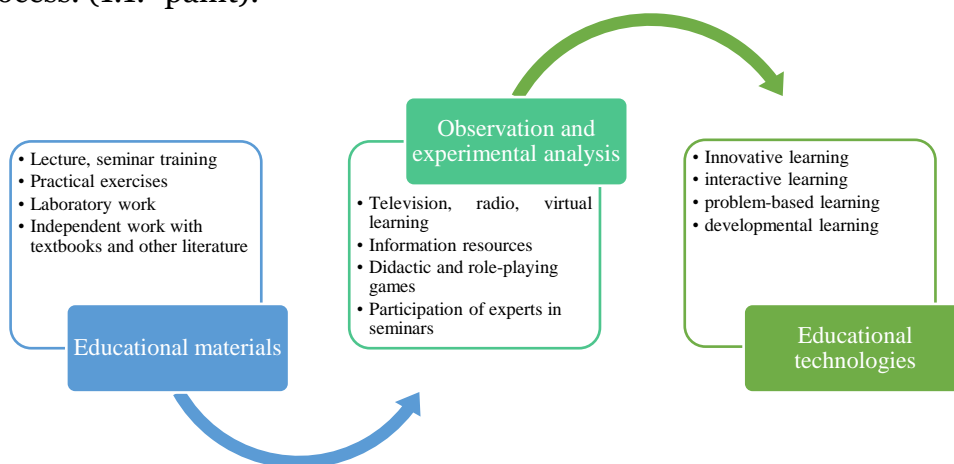 (1.1.
• Lecture, seminar training
• Practical exercises
• Laboratory work
• Independent work with
textbooks and other literature
Educational materials
Observation and
experimental analysis
• Television, radio, virtual
learning
• Information resources
• Didactic and role-playing
games
• Participation of experts in
seminars
• Innovative learning
• interactive learning
• problem-based learning
• developmental learning
Educational
technologies